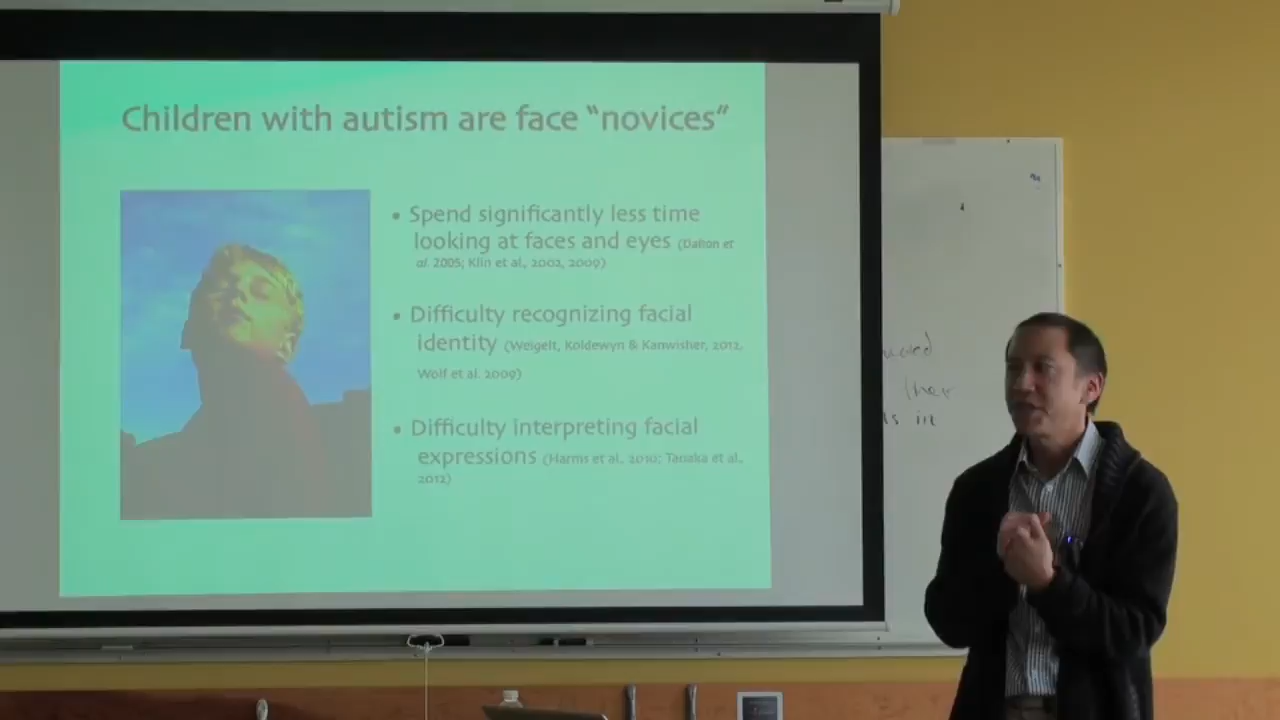 Children with autism are face “novices”
• Spend significantly less time
looking at faces and eyes (Dalton et
al. 2005; Klin et al., 2002, 2009)
• Difficulty recognizing facial
identity (Weigelt, Koldewyn & Kanwisher, 2012,
Wolf et al. 2009)
• Difficulty interpreting facial
expressions (Harms et al., 2010; Tanaka et al.,
2012)
in